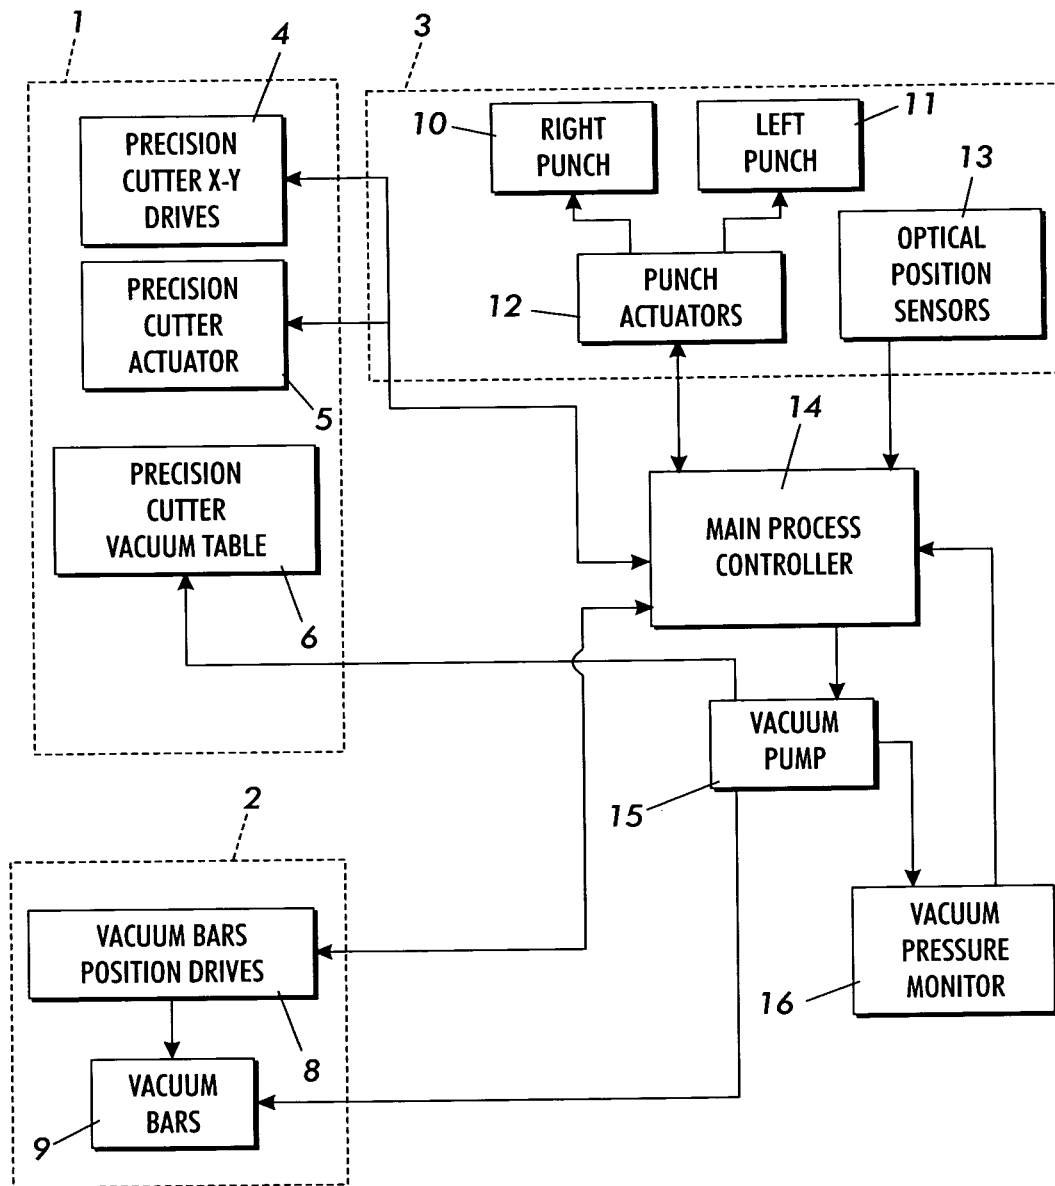 1
4
PRECISION
CUTTER X-Y
DRIVES
PRECISION
CUTTER
ACTUATOR
5
PRECISION
CUTTER
VACUUM TABLE
6
3
10
RIGHT
PUNCH
LEFT
PUNCH
11
13
OPTICAL
POSITION
SENSORS
12
PUNCH
ACTUATORS
14
MAIN PROCESS
CONTROLLER
VACUUM
PUMP
15
VACUUM
PRESSURE
MONITOR
16
2
VACUUM BARS
POSITION DRIVES
8
VACUUM
BARS
9